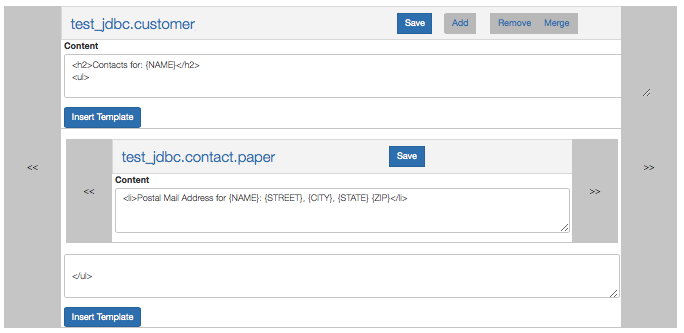 test_jdbc.customer Save Add Remove Merge
Content
<h2>Contacts for: {NAME}</h2>
<ul>
Insert Template
<< >>
test_jdbc.contact.paper Save
Content
<< >>
<li>Postal Mail Address for {NAME}: {STREET}, {CITY}, {STATE} {ZIP}</li>
</ul>
Insert Template